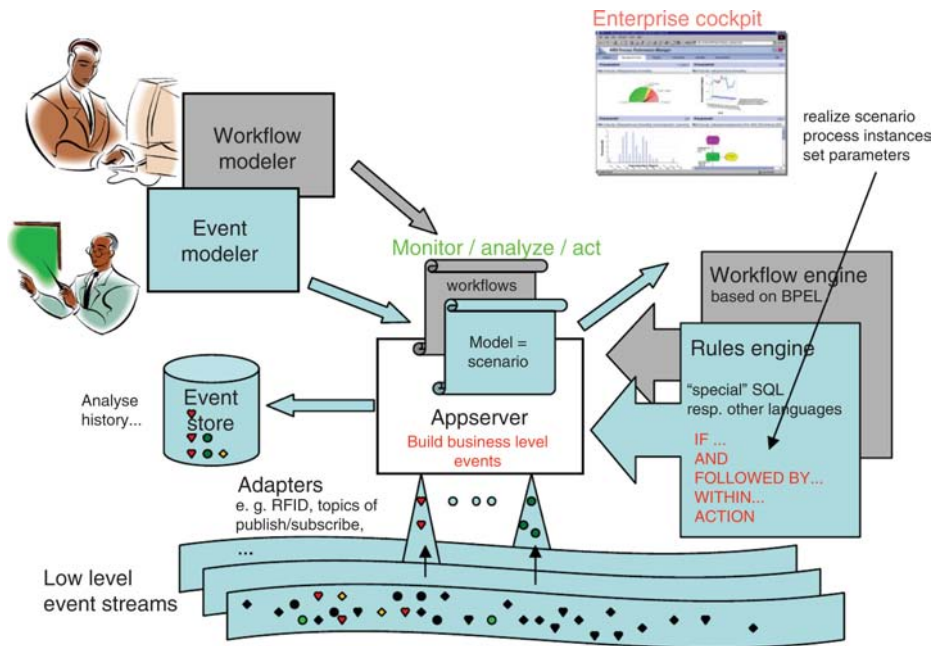 Enterprise cockpit
realize scenario
process instances
set parameters
Workflow
modeler
Event
modeler
Monitor / analyze / act
workflows
Model =
scenario
Workflow engine
based on BPEL
Rules engine
“special” SQL
resp. other languages
IF ...
AND
FOLLOWED BY...
WITHIN...
ACTION
Analyse
history...
Event
store
Appserver
Build business level
events
Adapters
e. g. RFID, topics of
publish/subscribe,
...
Low level
event streams